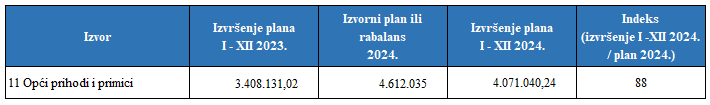 Izvor
Izvršenje plana
I - XII 2023.
Izvorni plan ili
rabalans
2024.
Izvršenje plana
I - XII 2024.
Indeks
(izvršenje I -XII 2024.
/ plan 2024.)
11 Opći prihodi i primici
3.408.131,02
4.612.035
4.071.040,24
88